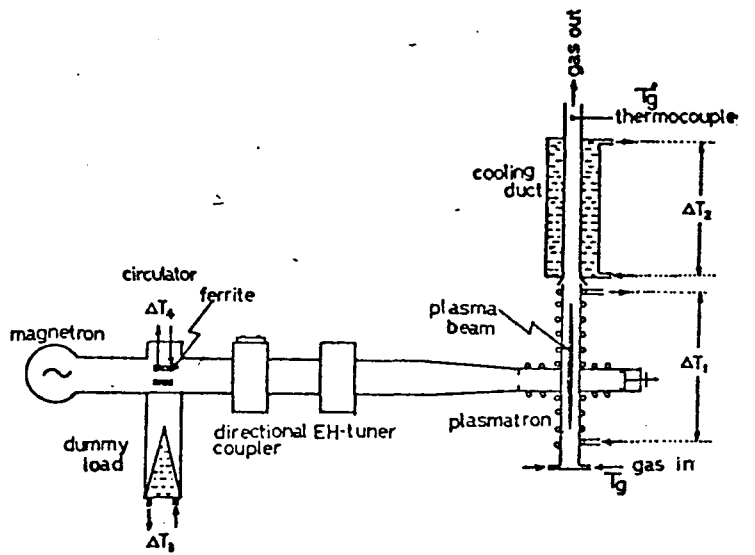 gas out
Tg"
thermocouple
cooling
duct
ΔT₂
circulator
ΔT₄
ferrite
magnetron
plasma
beam
ΔT₁
plasmatron
directional EH-tuner
coupler
dummy
load
gas in
Tg
ΔT₃